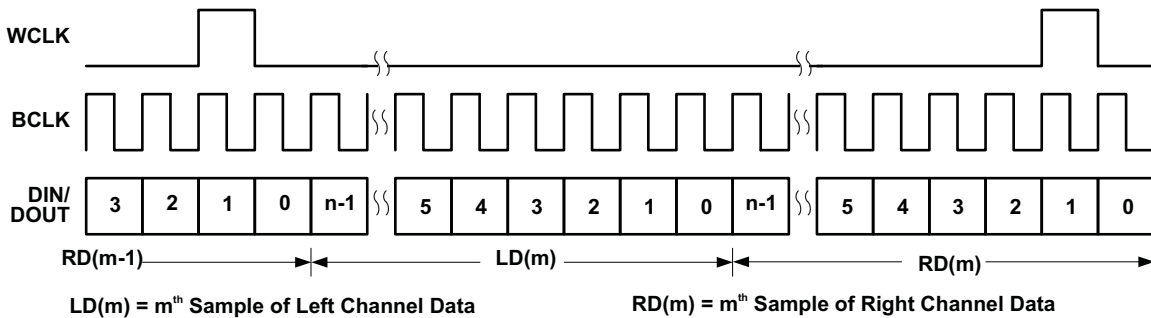 WCLK
BCLK
DIN/
DOUT
3 2 1 0 n-1 5 4 3 2 1 0 n-1 5 4 3 2 1 0
RD(m-1) LD(m) RD(m)
LD(m) = mᵗʰ Sample of Left Channel Data RD(m) = mᵗʰ Sample of Right Channel Data